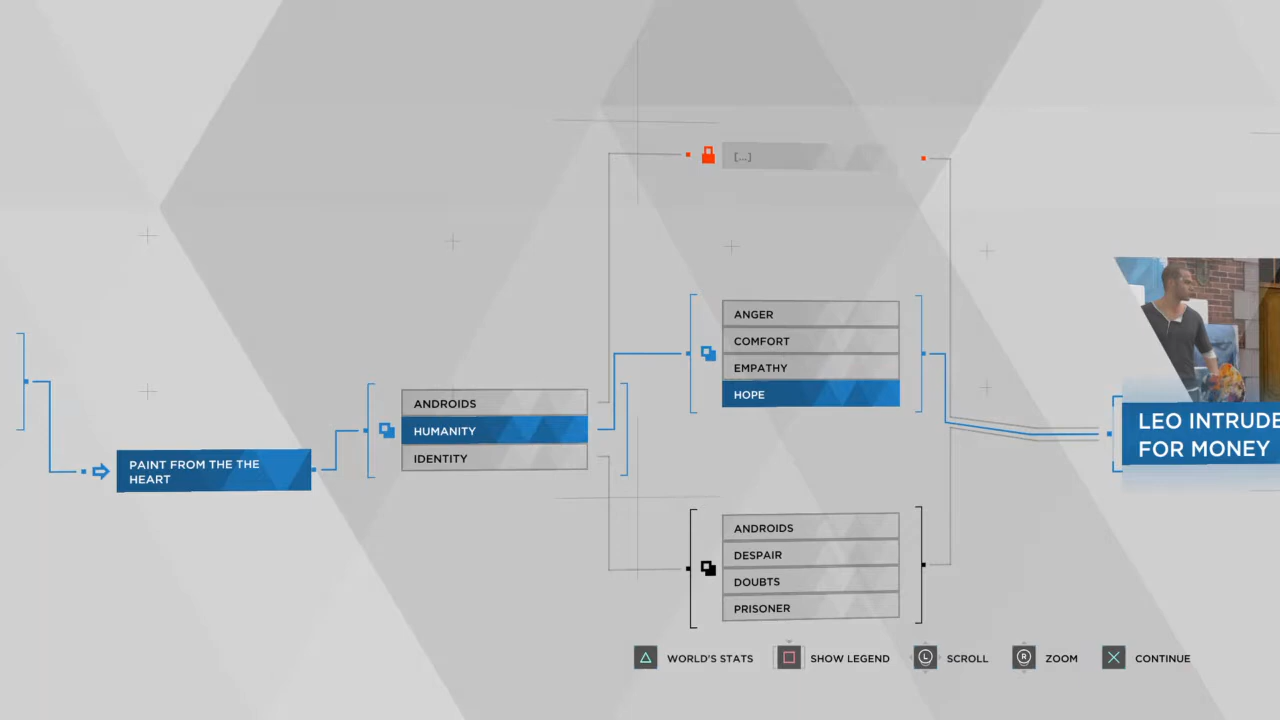 [...]
ANGER
COMFORT
EMPATHY
HOPE
ANDROIDS
HUMANITY
IDENTITY
PAINT FROM THE THE
HEART
LEO INTRUDE
FOR MONEY
ANDROIDS
DESPAIR
DOUBTS
PRISONER
WORLD'S STATS
SHOW LEGEND
L
SCROLL
R
ZOOM
CONTINUE